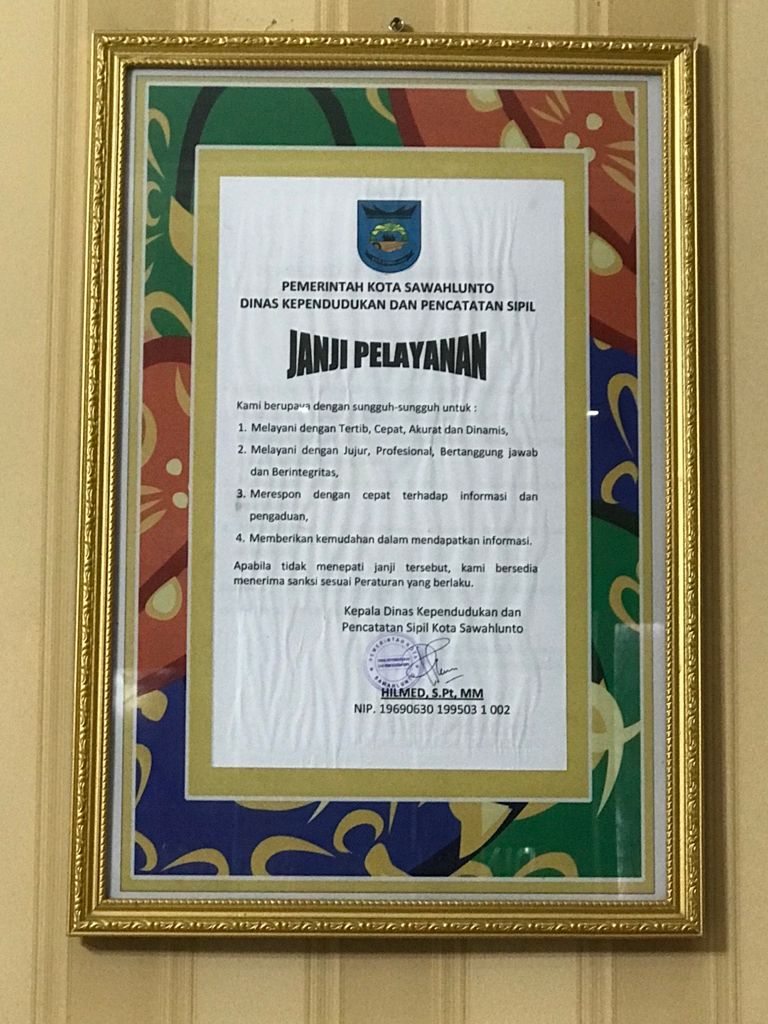 PEMERINTAH KOTA SAWAHLUNTO
DINAS KEPENDUDUKAN DAN PENCATATAN SIPIL
JANJI PELAYANAN
Kami berupaya dengan sungguh-sungguh untuk :
1. Melayani dengan Tertib, Cepat, Akurat dan Dinamis,
2. Melayani dengan Jujur, Profesional, Bertanggung jawab
dan Berintegritas,
3. Merespon dengan cepat terhadap informasi dan
pengaduan,
4. Memberikan kemudahan dalam mendapatkan informasi.
Apabila tidak menepati janji tersebut, kami bersedia
menerima sanksi sesuai Peraturan yang berlaku.
Kepala Dinas Kependudukan dan
Pencatatan Sipil Kota Sawahlunto
PEMERINTAH KOTA
SAWAHLUNTO
HILMED, S.Pt, MM
NIP. 19690630 199503 1 002